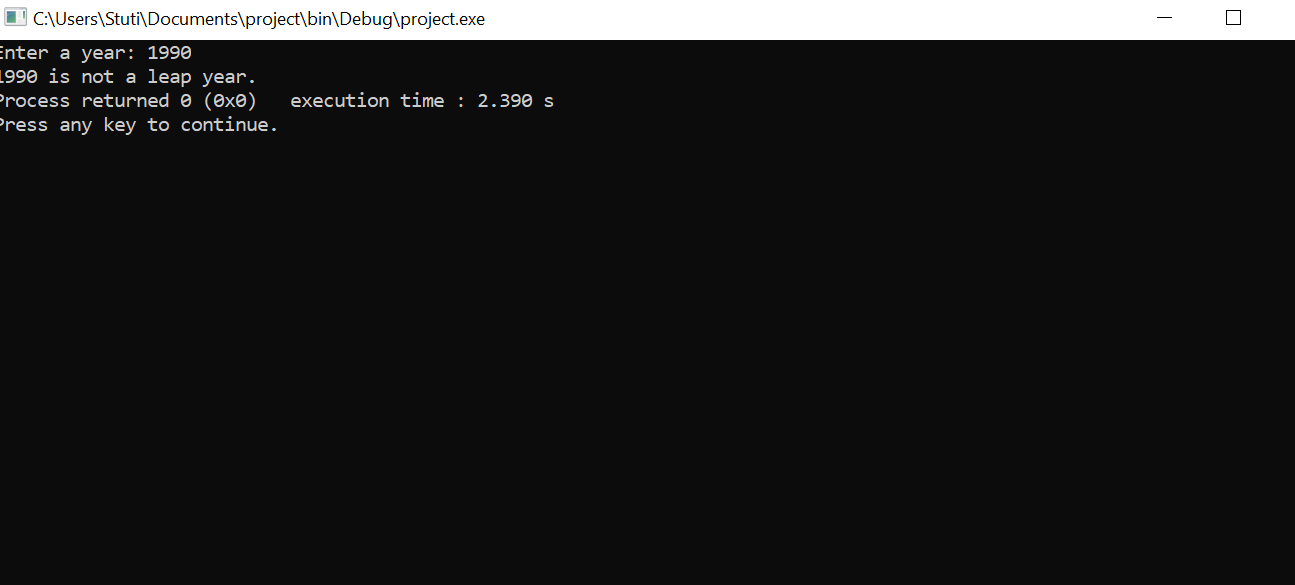 C:\Users\Stuti\Documents\project\bin\Debug\project.exe
Enter a year: 1990
1990 is not a leap year.
Process returned 0 (0x0)   execution time : 2.390 s
Press any key to continue.